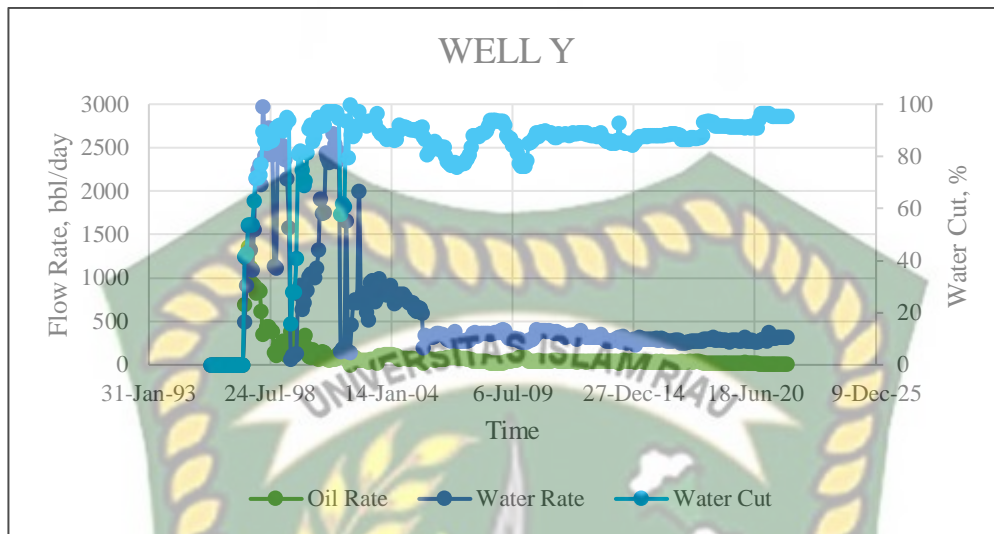 WELL Y
3000
2500
2000
1500
1000
500
0
Flow Rate, bbl/day
100
80
60
40
20
0
Water Cut, %
31-Jan-93 24-Jul-98 14-Jan-04 6-Jul-09 27-Dec-14 18-Jun-20 9-Dec-25
Time
UNIVERSITAS ISLAM RIAU
Oil Rate Water Rate Water Cut